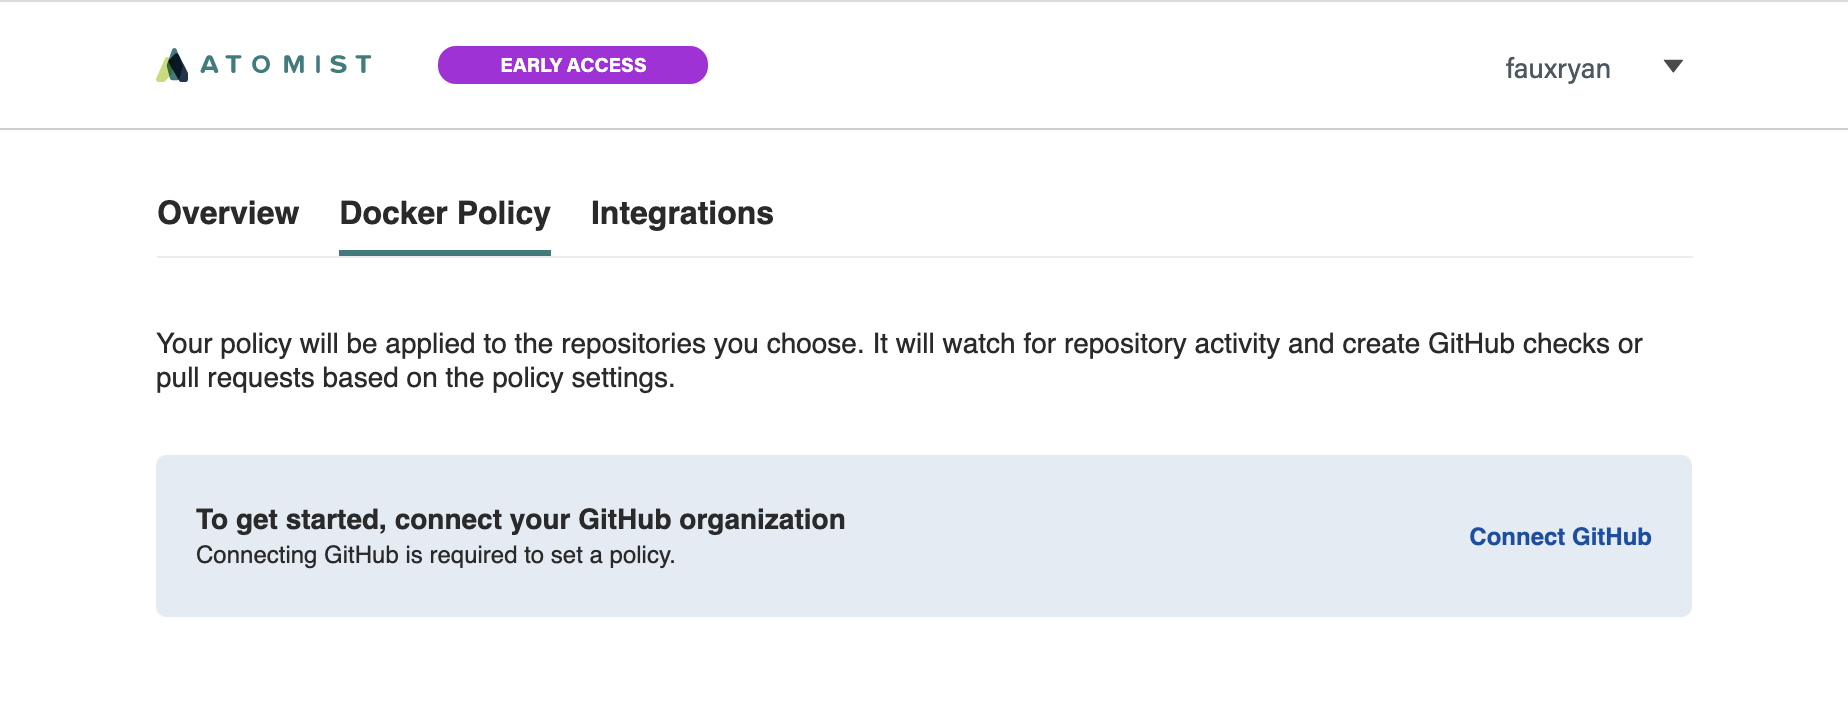 ATOMIST
EARLY ACCESS
fauxryan
Overview
Docker Policy
Integrations
Your policy will be applied to the repositories you choose. It will watch for repository activity and create GitHub checks or
pull requests based on the policy settings.
To get started, connect your GitHub organization
Connecting GitHub is required to set a policy.
Connect GitHub